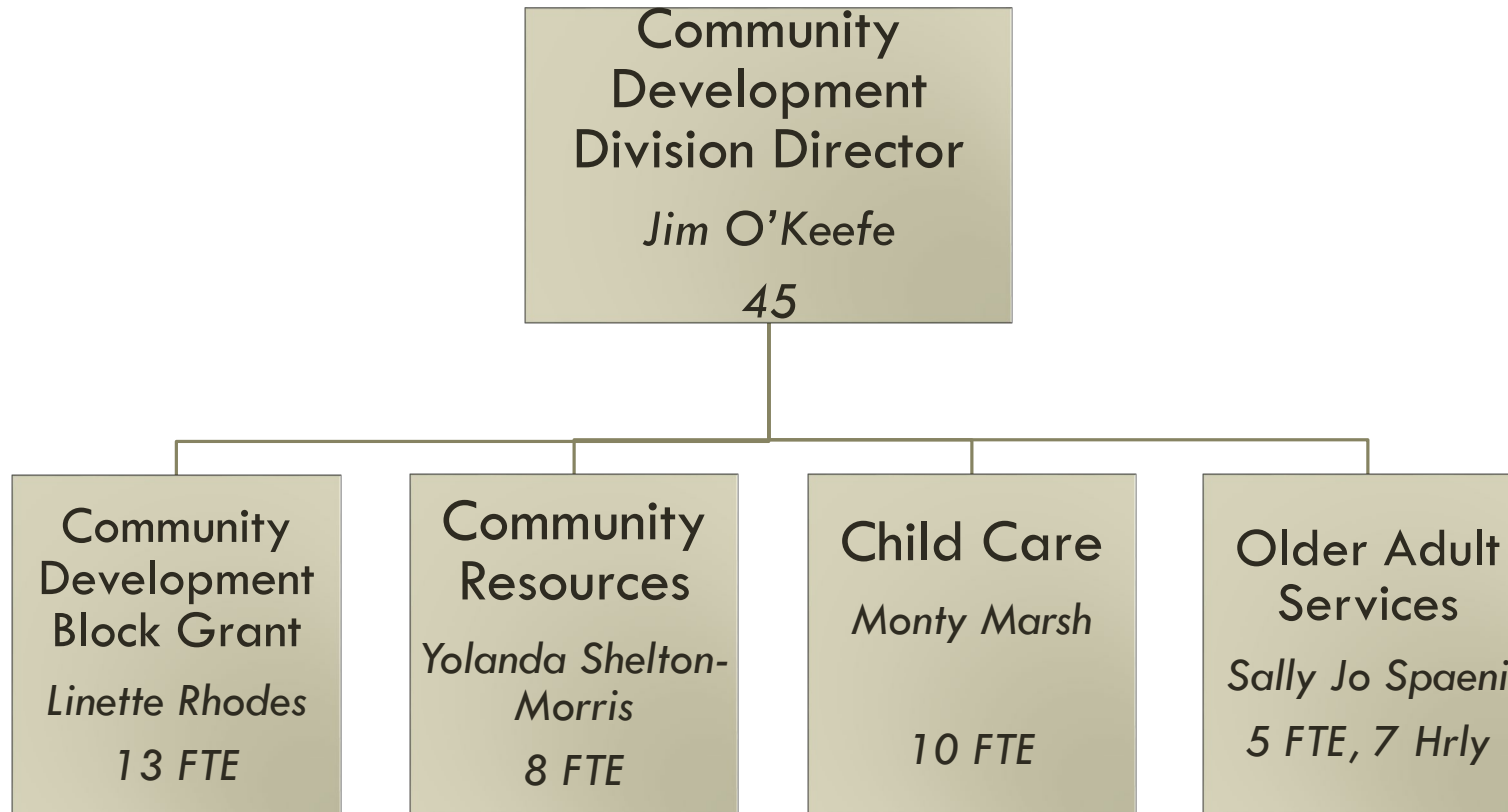 Community
Development
Division Director
Jim O’Keefe
45
Community
Development
Block Grant
Linette Rhodes
13 FTE
Community
Resources
Yolanda Shelton-
Morris
8 FTE
Child Care
Monty Marsh
10 FTE
Older Adult
Services
Sally Jo Spaeni
5 FTE, 7 Hrly